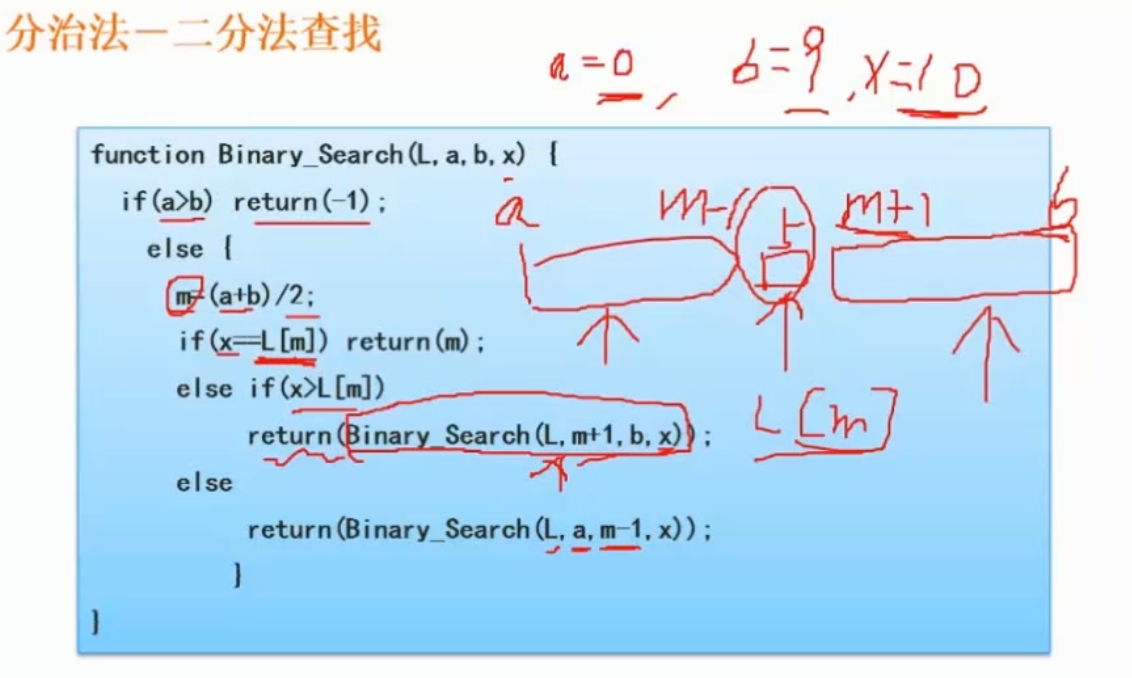 分治法－二分法查找
a=0, b=9, x=10
function Binary_Search(L,a,b,x) {
if(a>b) return(-1);
else {
m=(a+b)/2;
if(x==L[m]) return(m);
else if(x>L[m])
return(Binary_Search(L,m+1,b,x));
else
return(Binary_Search(L,a,m-1,x));
}
}
a m-1 m+1 b
L[m]